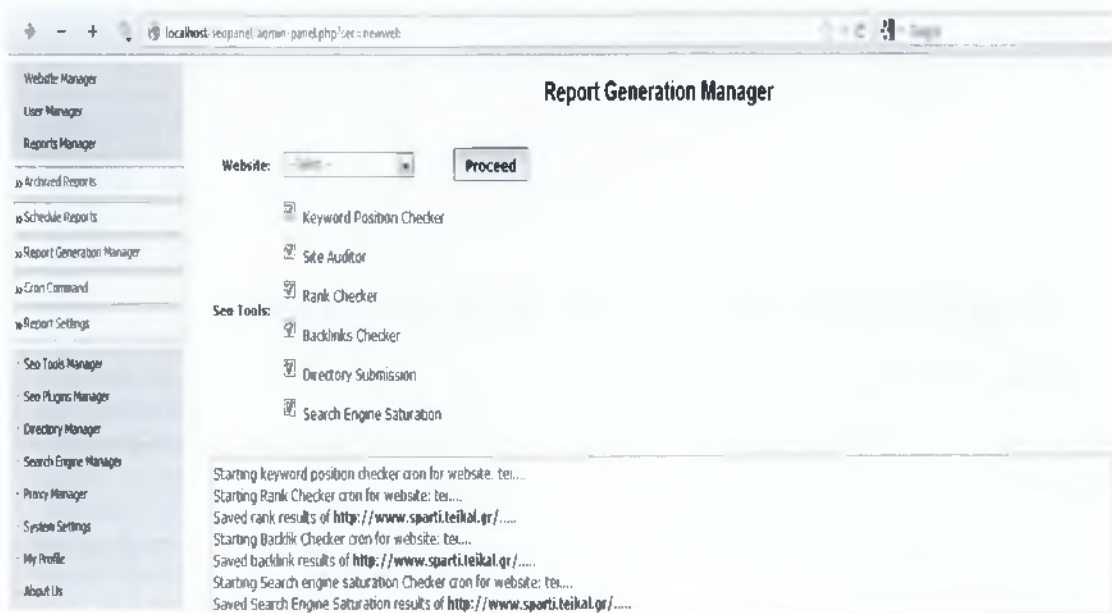 localhost seopanel/admin-panel.php?sec=newweb
Website Manager
User Manager
Reports Manager
» Archived Reports
» Schedule Reports
» Report Generation Manager
» Cron Command
» Report Settings
· Seo Tools Manager
· Seo Plugins Manager
· Directory Manager
· Search Engine Manager
· Proxy Manager
· System Settings
· My Profile
· About Us
Report Generation Manager
Website:
Proceed
Seo Tools:
Keyword Position Checker
Site Auditor
Rank Checker
Backlinks Checker
Directory Submission
Search Engine Saturation
Starting keyword position checker cron for website: tei....
Starting Rank Checker cron for website: tei....
Saved rank results of http://www.sparti.teikal.gr/.....
Starting Backlik Checker cron for website: tei....
Saved backlink results of http://www.sparti.teikal.gr/.....
Starting Search engine saturation Checker cron for website: tei....
Saved Search Engine Saturation results of http://www.sparti.teikal.gr/.....